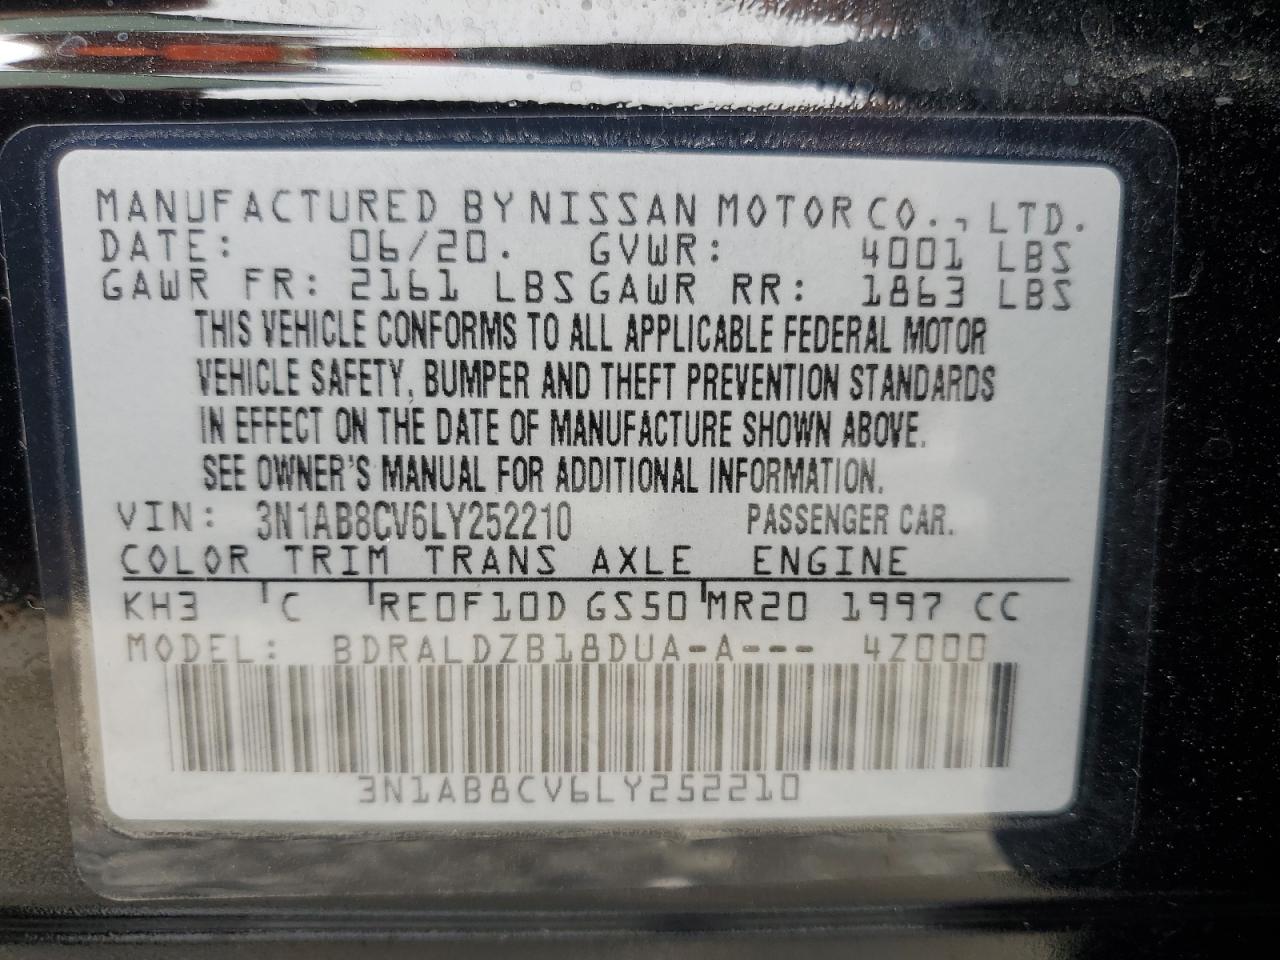 MANUFACTURED BY NISSAN MOTOR CO., LTD.
DATE: 06/20. GVWR: 4001 LBS
GAWR FR: 2161 LBS GAWR RR: 1863 LBS
THIS VEHICLE CONFORMS TO ALL APPLICABLE FEDERAL MOTOR
VEHICLE SAFETY, BUMPER AND THEFT PREVENTION STANDARDS
IN EFFECT ON THE DATE OF MANUFACTURE SHOWN ABOVE.
SEE OWNER'S MANUAL FOR ADDITIONAL INFORMATION.
VIN: 3N1AB8CV6LY252210 PASSENGER CAR.
COLOR TRIM TRANS AXLE ENGINE
KH3 C RE0F10D GS50 MR20 1997 CC
MODEL: BDRALDZB18DUA-A--- 4Z000
3N1AB8CV6LY252210